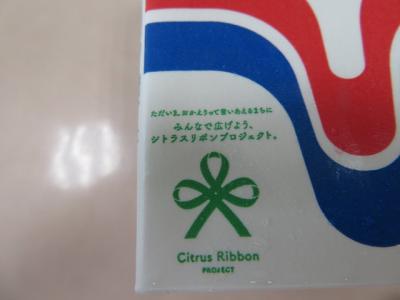 ただいま、おかえりって言いあえるまちに
みんなで広げよう、
シトラスリボンプロジェクト。
Citrus Ribbon
PROJECT